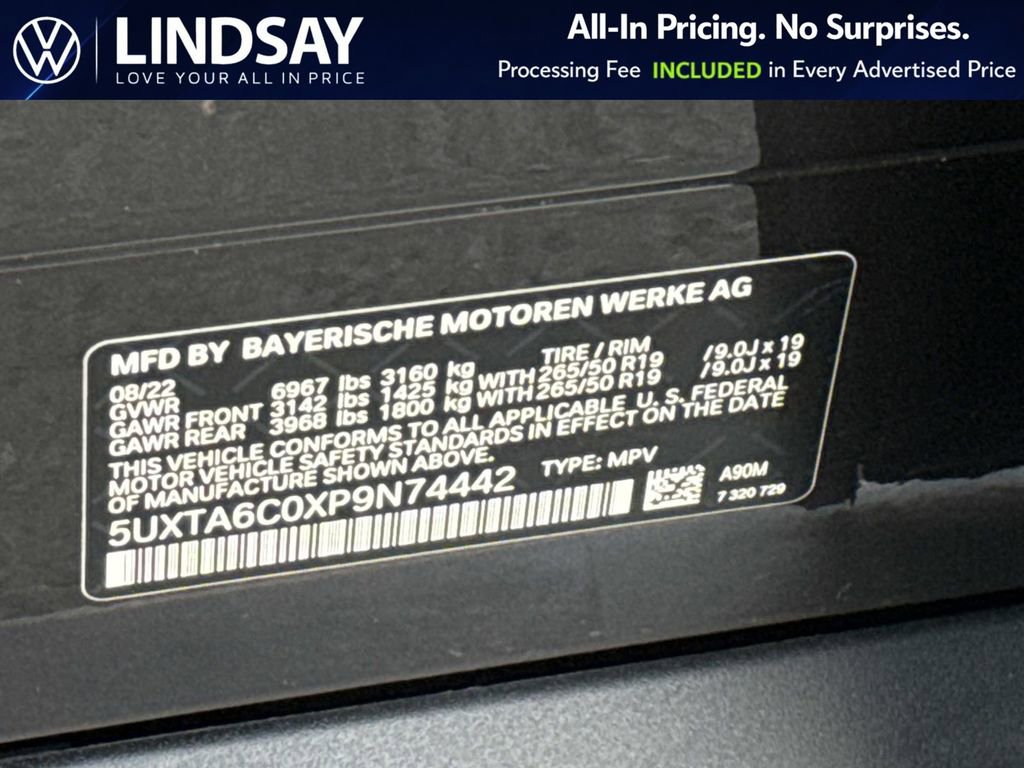 LINDSAY
LOVE YOUR ALL IN PRICE
All-In Pricing. No Surprises.
Processing Fee INCLUDED in Every Advertised Price
MFD BY BAYERISCHE MOTOREN WERKE AG
08/22 TIRE / RIM
GVWR 6967 lbs 3160 kg
GAWR FRONT 3142 lbs 1425 kg WITH 265/50 R19 /9.0J x 19
GAWR REAR 3968 lbs 1800 kg WITH 265/50 R19 /9.0J x 19
THIS VEHICLE CONFORMS TO ALL APPLICABLE U. S. FEDERAL
MOTOR VEHICLE SAFETY STANDARDS IN EFFECT ON THE DATE
OF MANUFACTURE SHOWN ABOVE.
5UXTA6C0XP9N74442 TYPE: MPV
A90M
7 320 729